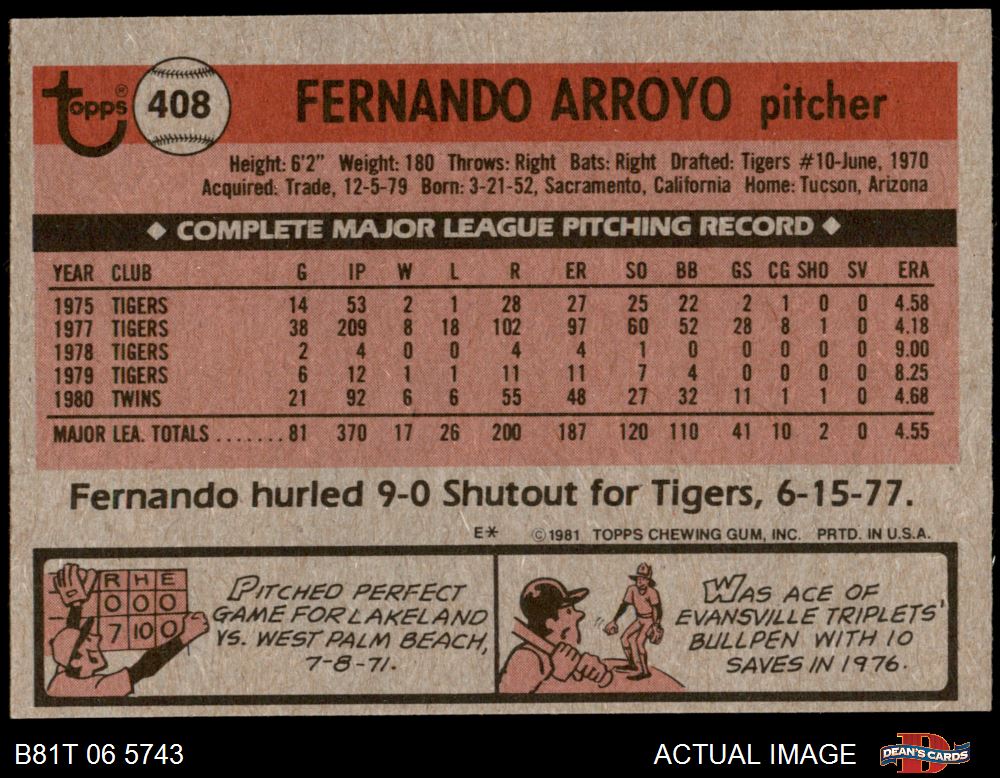 Topps® 408 FERNANDO ARROYO pitcher
Height: 6'2" Weight: 180 Throws: Right Bats: Right Drafted: Tigers #10-June, 1970
Acquired: Trade, 12-5-79 Born: 3-21-52, Sacramento, California Home: Tucson, Arizona
◆ COMPLETE MAJOR LEAGUE PITCHING RECORD ◆
YEAR CLUB G IP W L R ER SO BB GS CG SHO SV ERA
1975 TIGERS 14 53 2 1 28 27 25 22 2 1 0 0 4.58
1977 TIGERS 38 209 8 18 102 97 60 52 28 8 1 0 4.18
1978 TIGERS 2 4 0 0 4 4 1 0 0 0 0 0 9.00
1979 TIGERS 6 12 1 1 11 11 7 4 0 0 0 0 8.25
1980 TWINS 21 92 6 6 55 48 27 32 11 1 1 0 4.68
MAJOR LEA. TOTALS .......81 370 17 26 200 187 120 110 41 10 2 0 4.55
Fernando hurled 9-0 Shutout for Tigers, 6-15-77.
E* ©1981 TOPPS CHEWING GUM, INC. PRTD. IN U.S.A.
R H E
0 0 0
7 10 0
PITCHED PERFECT
GAME FOR LAKELAND
VS. WEST PALM BEACH,
7-8-71.
WAS ACE OF
EVANSVILLE TRIPLETS'
BULLPEN WITH 10
SAVES IN 1976.
B81T 06 5743 ACTUAL IMAGE DEAN'S CARDS